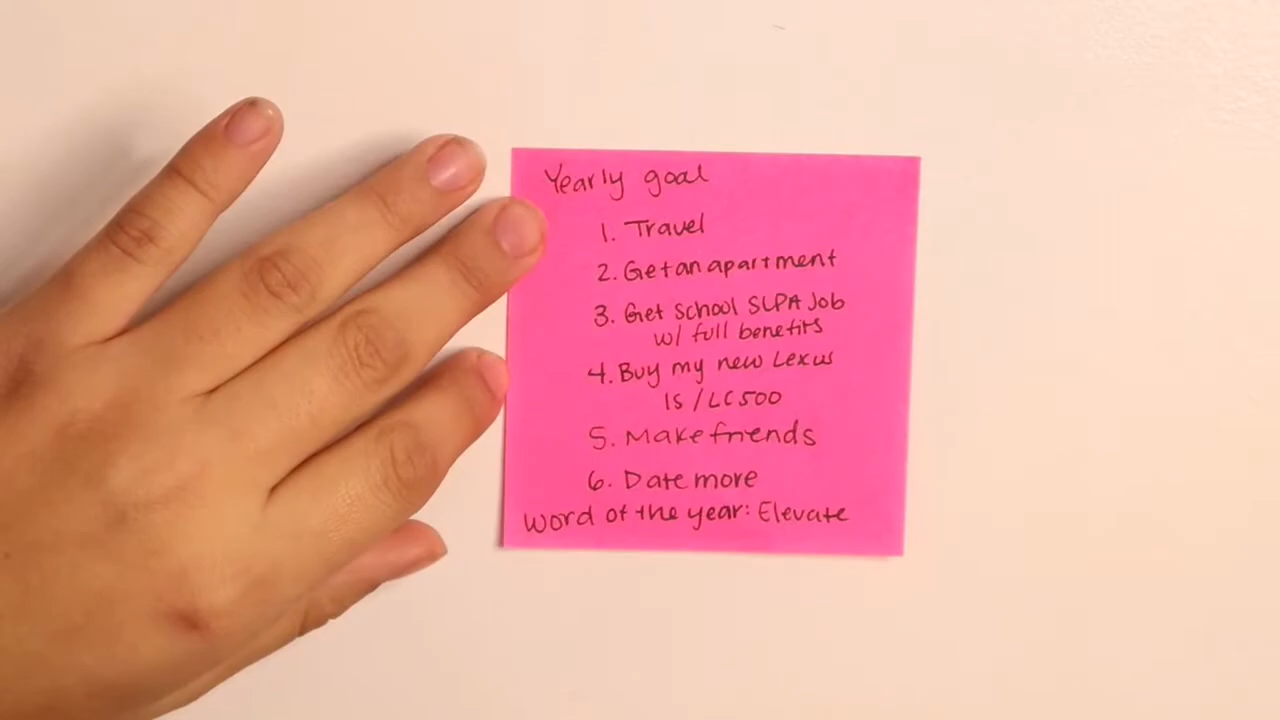 Yearly goal
1. Travel
2. Get an apartment
3. Get School SLPA Job
w/ full benefits
4. Buy my new Lexus
IS / LC500
5. Make friends
6. Date more
Word of the year: Elevate